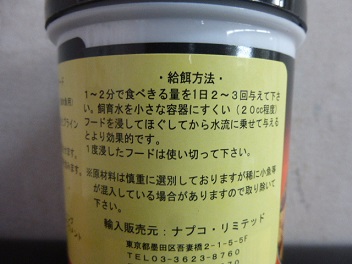 ・給餌方法・
1～2分で食べきる量を1日2～3回与えて下さ
い。飼育水を小さな容器にすくい（20cc程度）
フードを浸してほぐしてから水流に乗せて与える
とより効果的です。
1度浸したフードは使い切って下さい。
※原材料は慎重に選別しておりますが稀に小魚等
が混入している場合がありますので取り除いて
下さい。
輸入販売元：ナプコ・リミテッド
東京都墨田区吾妻橋2-1-5-5F
03-3623-8760